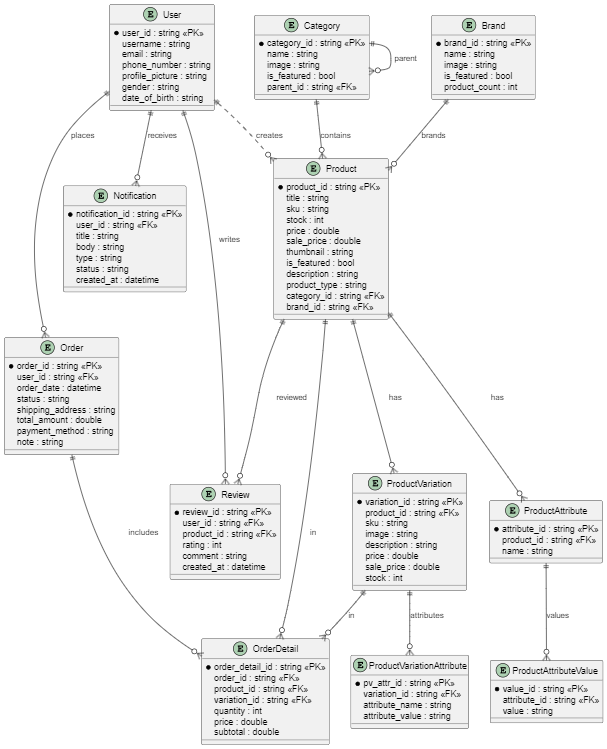 E User
user_id : string «PK»
username : string
email : string
phone_number : string
profile_picture : string
gender : string
date_of_birth : string
E Category
category_id : string «PK»
name : string
image : string
is_featured : bool
parent_id : string «FK»
parent
E Brand
brand_id : string «PK»
name : string
image : string
is_featured : bool
product_count : int
places
receives
creates
contains
brands
E Notification
notification_id : string «PK»
user_id : string «FK»
title : string
body : string
type : string
status : string
created_at : datetime
writes
E Product
product_id : string «PK»
title : string
sku : string
stock : int
price : double
sale_price : double
thumbnail : string
is_featured : bool
description : string
product_type : string
category_id : string «FK»
brand_id : string «FK»
E Order
order_id : string «PK»
user_id : string «FK»
order_date : datetime
status : string
shipping_address : string
total_amount : double
payment_method : string
note : string
reviewed
has
has
includes
in
E Review
review_id : string «PK»
user_id : string «FK»
product_id : string «FK»
rating : int
comment : string
created_at : datetime
E ProductVariation
variation_id : string «PK»
product_id : string «FK»
sku : string
image : string
description : string
price : double
sale_price : double
stock : int
E ProductAttribute
attribute_id : string «PK»
product_id : string «FK»
name : string
in
attributes
values
E OrderDetail
order_detail_id : string «PK»
order_id : string «FK»
product_id : string «FK»
variation_id : string «FK»
quantity : int
price : double
subtotal : double
E ProductVariationAttribute
pv_attr_id : string «PK»
variation_id : string «FK»
attribute_name : string
attribute_value : string
E ProductAttributeValue
value_id : string «PK»
attribute_id : string «FK»
value : string